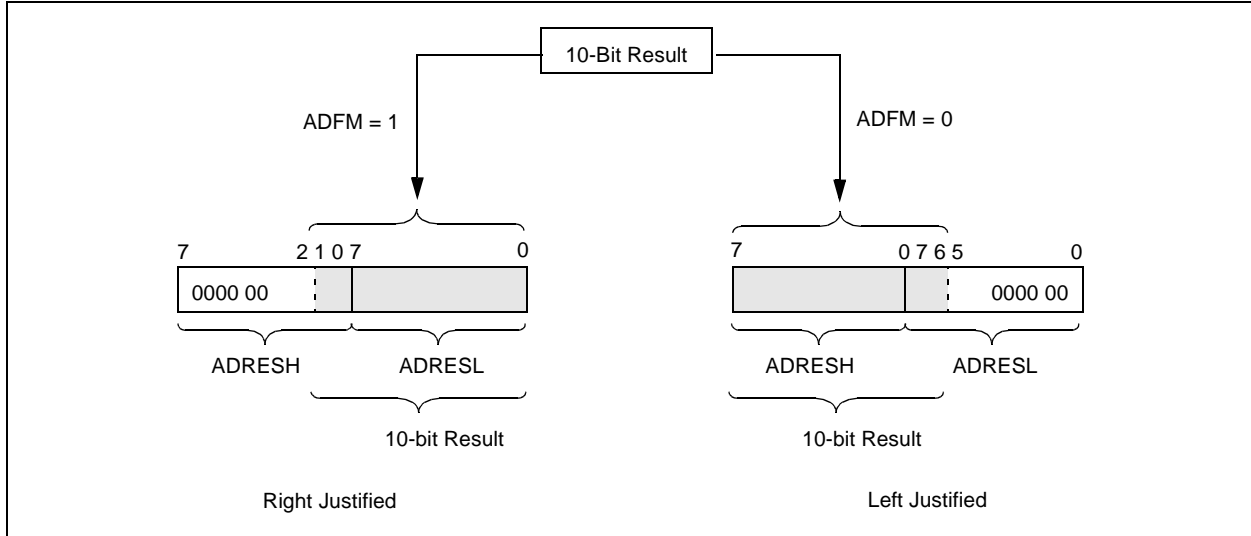 10-Bit Result
ADFM = 1
ADFM = 0
7 2 1 0 7 0
7 0 7 6 5 0
0000 00
0000 00
ADRESH ADRESL
ADRESH ADRESL
10-bit Result
10-bit Result
Right Justified
Left Justified